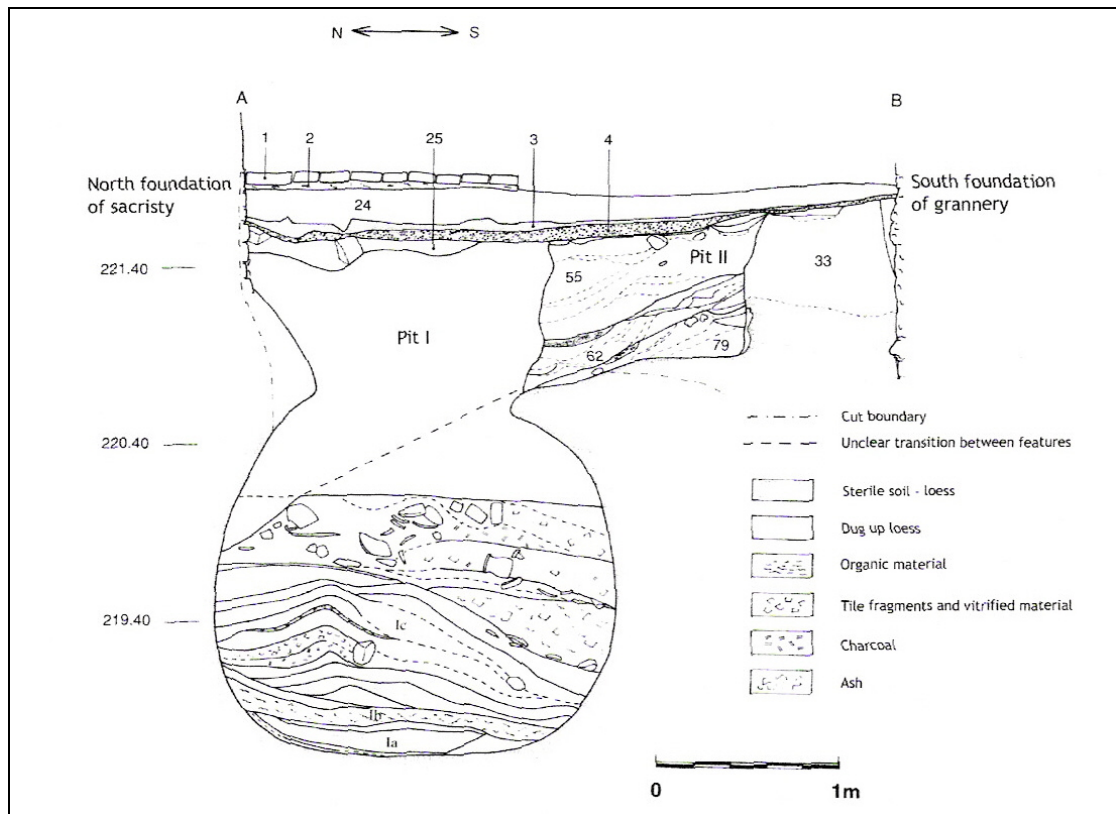 N S
A
B
1 2 25 3 4
North foundation
of sacristy
South foundation
of grannery
24
221.40
55
Pit II
33
Pit I
62
79
220.40
Cut boundary
Unclear transition between features
Sterile soil - loess
Dug up loess
Organic material
Tile fragments and vitrified material
Charcoal
Ash
219.40
Ic
Ib
Ia
0 1m